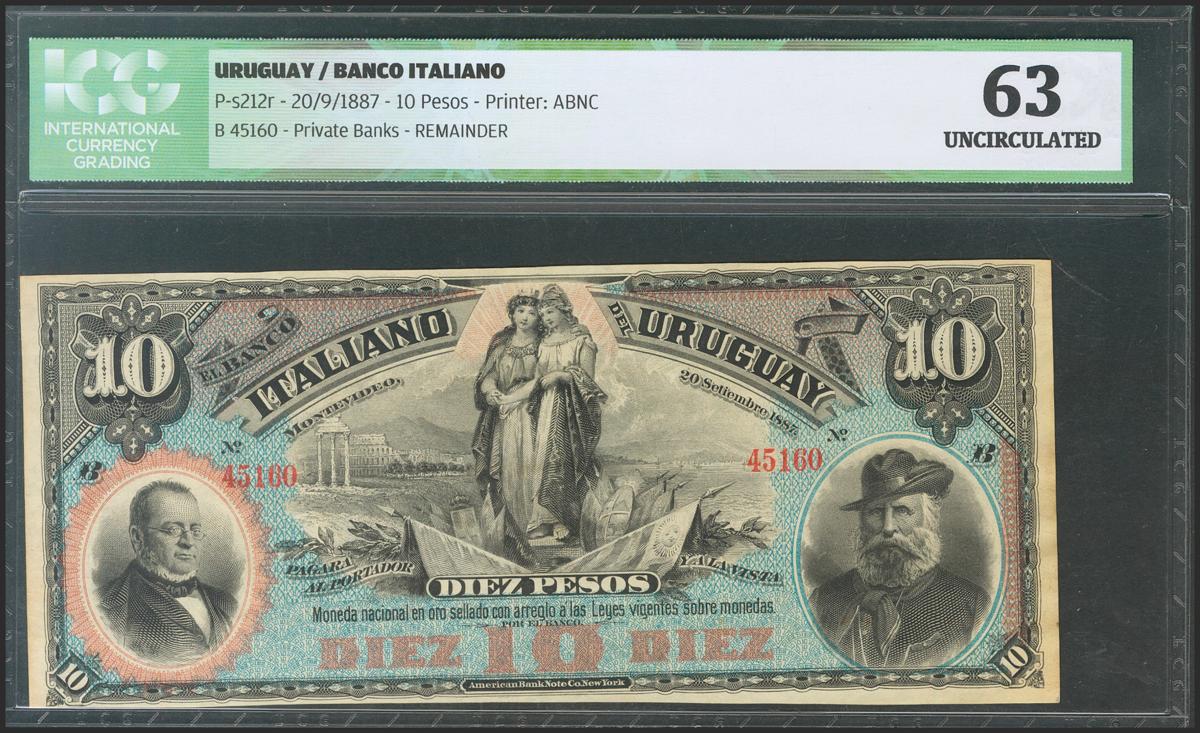 ICG
INTERNATIONAL
CURRENCY
GRADING
URUGUAY / BANCO ITALIANO
P-s212r - 20/9/1887 - 10 Pesos - Printer: ABNC
B 45160 - Private Banks - REMAINDER
63
UNCIRCULATED
10
EL BANCO
ITALIANO
DEL
URUGUAY
10
MONTEVIDEO,
20 Setiembre 1887.
Nº
45160
Nº
45160
B
B
PAGARA
AL PORTADOR
Y A LA VISTA
DIEZ PESOS
Moneda nacional en oro sellado con arreglo a las Leyes vigentes sobre monedas.
POR EL BANCO.
DIEZ 10 DIEZ
10
10
American Bank Note Co. New York